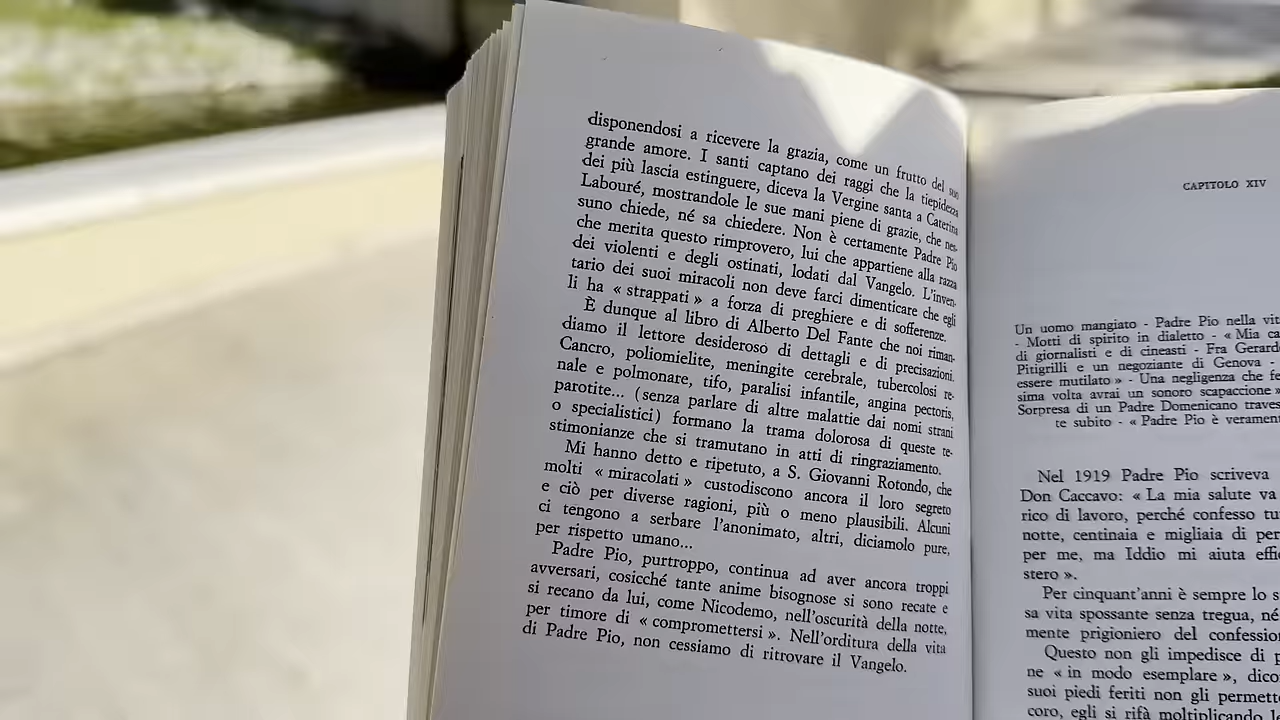 disponendosi a ricevere la grazia, come un frutto del suo
grande amore. I santi captano dei raggi che la tiepidezza
dei più lascia estinguere, diceva la Vergine santa a Caterina
Labouré, mostrandole le sue mani piene di grazie, che nes-
suno chiede, né sa chiedere. Non è certamente Padre Pio
che merita questo rimprovero, lui che appartiene alla razza
dei violenti e degli ostinati, lodati dal Vangelo. L'inven-
tario dei suoi miracoli non deve farci dimenticare che egli
li ha « strappati » a forza di preghiere e di sofferenze.
È dunque al libro di Alberto Del Fante che noi riman-
diamo il lettore desideroso di dettagli e di precisazioni.
Cancro, poliomielite, meningite cerebrale, tubercolosi re-
nale e polmonare, tifo, paralisi infantile, angina pectoris,
parotite... (senza parlare di altre malattie dai nomi strani
o specialistici) formano la trama dolorosa di queste te-
stimonianze che si tramutano in atti di ringraziamento.
Mi hanno detto e ripetuto, a S. Giovanni Rotondo, che
molti « miracolati » custodiscono ancora il loro segreto
e ciò per diverse ragioni, più o meno plausibili. Alcuni
ci tengono a serbare l'anonimato, altri, diciamolo pure,
per rispetto umano...
Padre Pio, purtroppo, continua ad aver ancora troppi
avversari, cosicché tante anime bisognose si sono recate e
si recano da lui, come Nicodemo, nell'oscurità della notte,
per timore di « compromettersi ». Nell'orditura della vita
di Padre Pio, non cessiamo di ritrovare il Vangelo.
CAPITOLO XIV
Un uomo mangiato - Padre Pio nella vit
- Motti di spirito in dialetto - « Mia c
di giornalisti e di cineasti - Fra Gerard
Pitigrilli e un negoziante di Genova
essere mutilato » - Una negligenza che fe
sima volta avrai un sonoro scapaccione »
Sorpresa di un Padre Domenicano traves
te subito - « Padre Pio è veramen
Nel 1919 Padre Pio scriveva
Don Caccavo: « La mia salute va
rico di lavoro, perché confesso tu
notte, centinaia e migliaia di per
per me, ma Iddio mi aiuta effi
stero ».
Per cinquant'anni è sempre lo s
sa vita spossante senza tregua, né
mente prigioniero del confession
Questo non gli impedisce di p
ne « in modo esemplare », dico
suoi piedi feriti non gli permett
coro, egli si rifà moltiplicando l